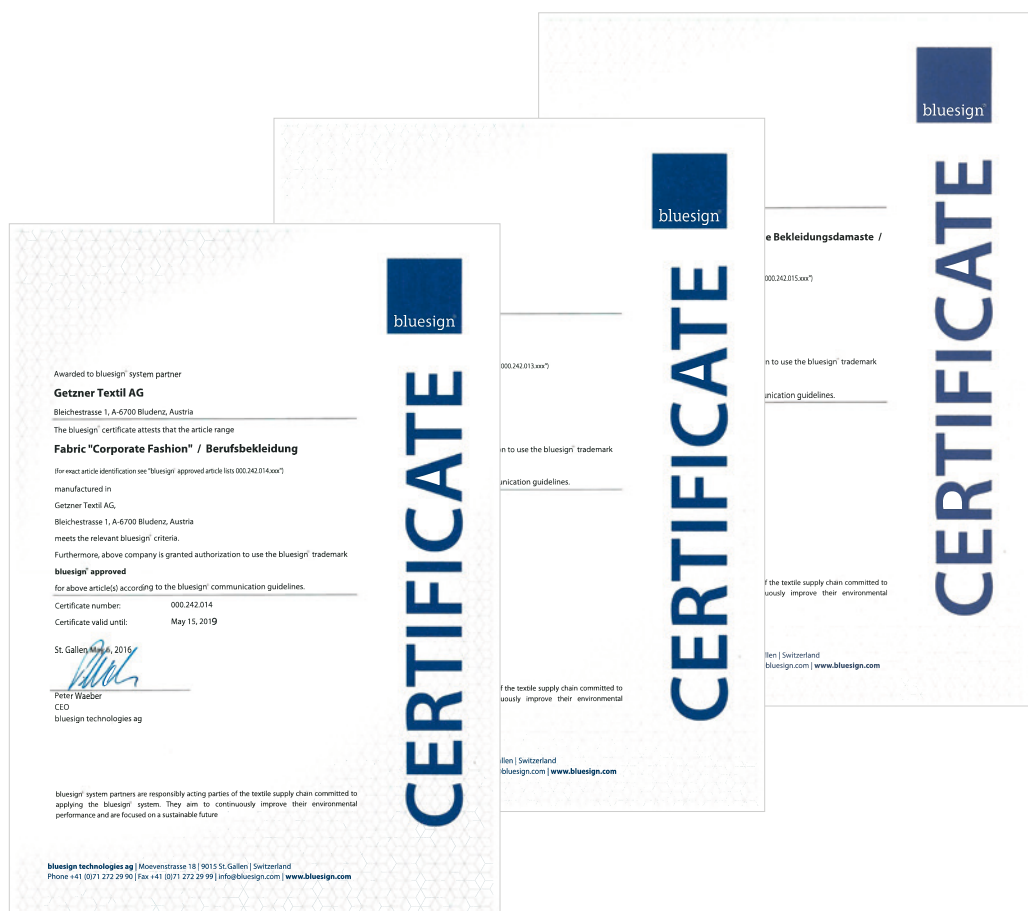 bluesign®
CERTIFICATE
Awarded to bluesign® system partner
Getzner Textil AG
Bleichestrasse 1, A-6700 Bludenz, Austria
The bluesign® certificate attests that the article range
Fabric "Corporate Fashion" / Berufsbekleidung
(for exact article identification see "bluesign® approved article lists 000.242.014.xxx")
manufactured in
Getzner Textil AG,
Bleichestrasse 1, A-6700 Bludenz, Austria
meets the relevant bluesign® criteria.
Furthermore, above company is granted authorization to use the bluesign® trademark
bluesign® approved
for above article(s) according to the bluesign® communication guidelines.
Certificate number: 000.242.014
Certificate valid until: May 15, 2019
St. Gallen, 2016
Peter Waeber
CEO
bluesign technologies ag
bluesign® system partners are responsibly acting parties of the textile supply chain committed to
applying the bluesign® system. They aim to continuously improve their environmental
performance and are focused on a sustainable future
bluesign technologies ag | Moevenstrasse 18 | 9015 St. Gallen | Switzerland
Phone +41 (0)71 272 29 90 | Fax +41 (0)71 272 29 99 | info@bluesign.com | www.bluesign.com
bluesign®
CERTIFICATE
000.242.013.xxx")
n to use the bluesign® trademark
unication guidelines.
f the textile supply chain committed to
uously improve their environmental
llen | Switzerland
bluesign.com | www.bluesign.com
bluesign®
CERTIFICATE
e Bekleidungsdamaste /
000.242.015.xxx")
n to use the bluesign® trademark
unication guidelines.
f the textile supply chain committed to
uously improve their environmental
llen | Switzerland
bluesign.com | www.bluesign.com